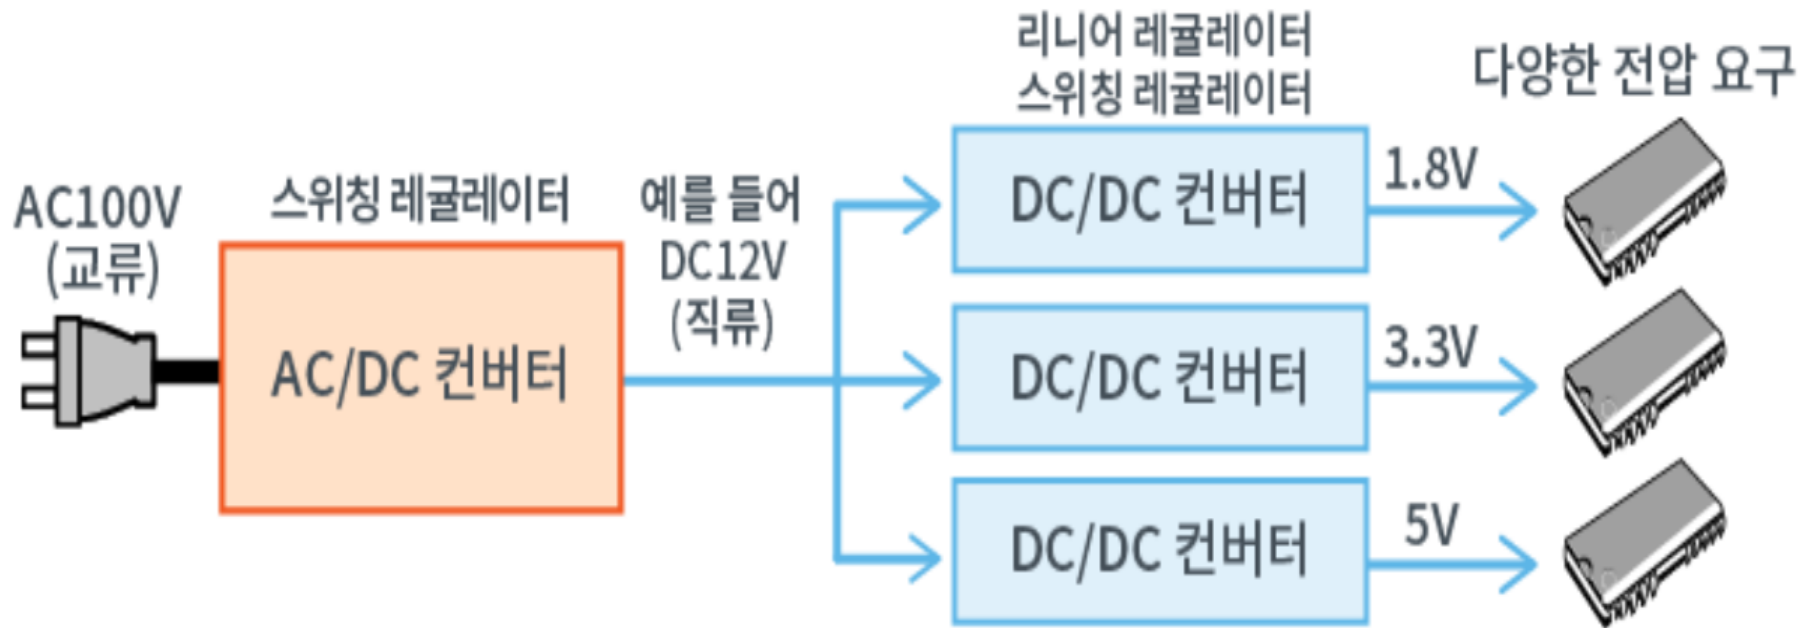 AC100V
(교류)
스위칭 레귤레이터
AC/DC 컨버터
예를 들어
DC12V
(직류)
리니어 레귤레이터
스위칭 레귤레이터
DC/DC 컨버터
DC/DC 컨버터
DC/DC 컨버터
1.8V
3.3V
5V
다양한 전압 요구